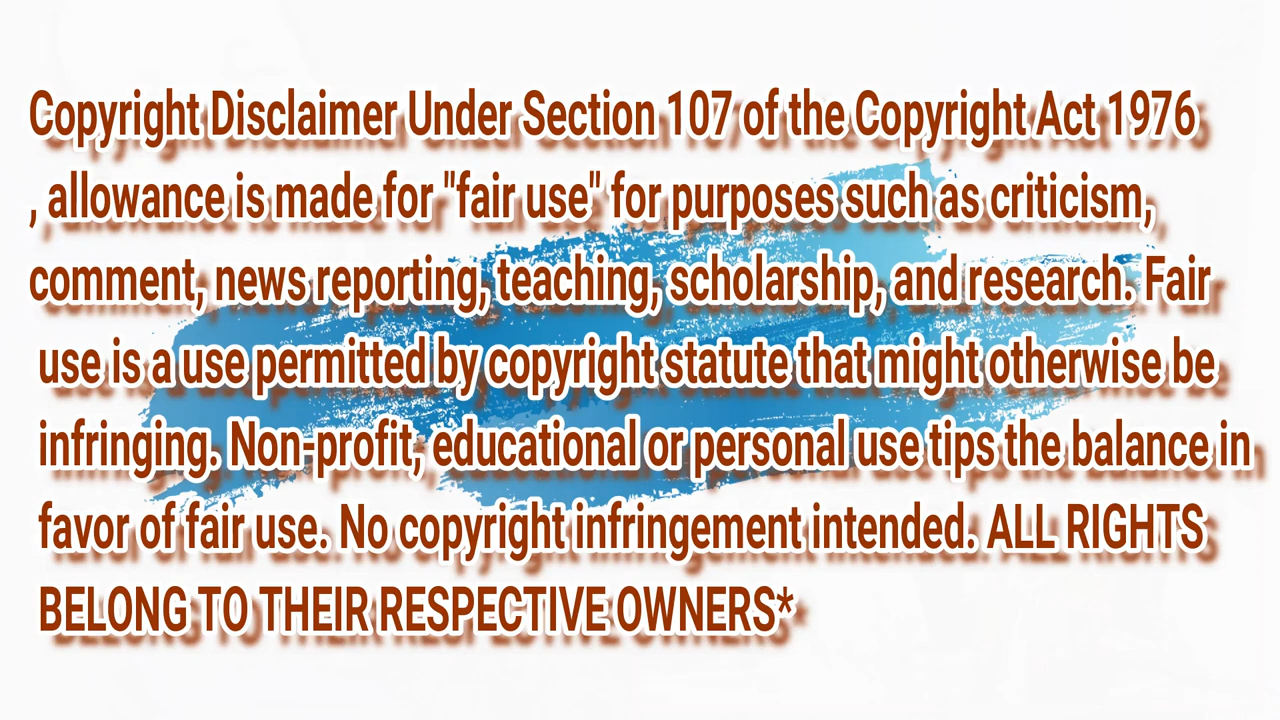 Copyright Disclaimer Under Section 107 of the Copyright Act 1976
, allowance is made for "fair use" for purposes such as criticism,
comment, news reporting, teaching, scholarship, and research. Fair
use is a use permitted by copyright statute that might otherwise be
infringing. Non-profit, educational or personal use tips the balance in
favor of fair use. No copyright infringement intended. ALL RIGHTS
BELONG TO THEIR RESPECTIVE OWNERS*